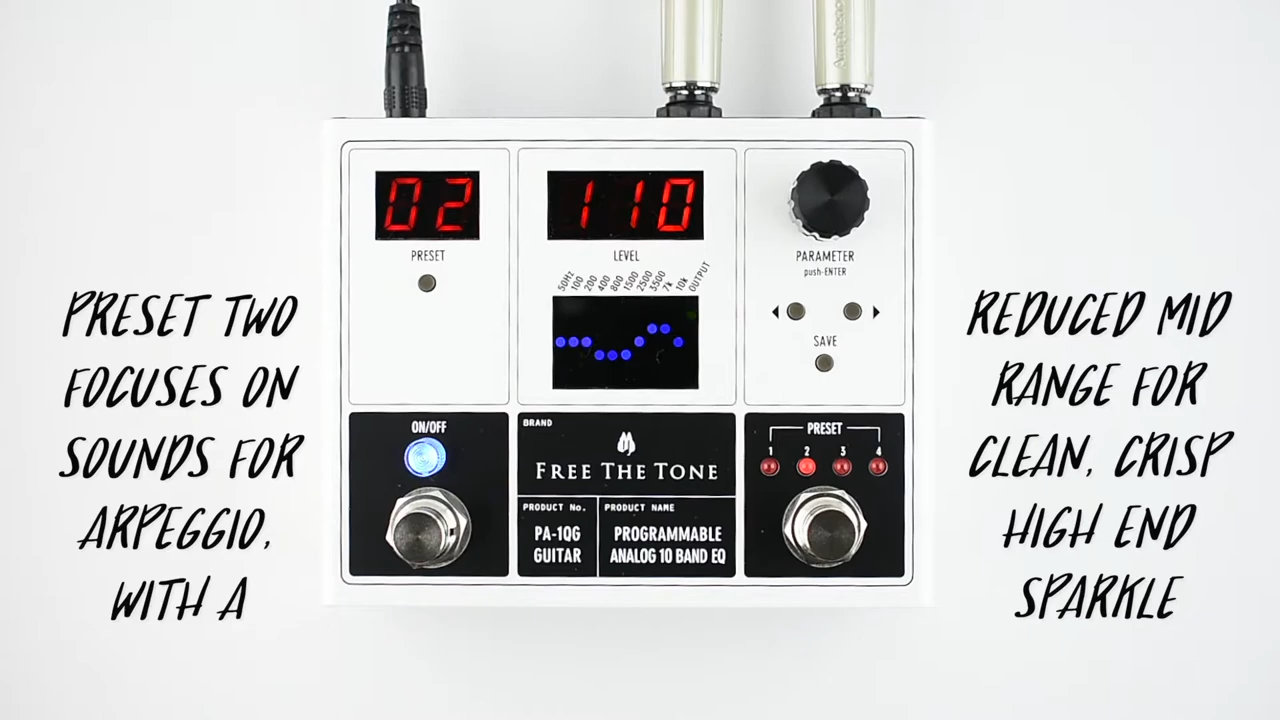 Amphenol
02
110
PRESET
LEVEL
PARAMETER
push-ENTER
50HZ 100 200 400 800 1500 2500 3500 7k 10k OUTPUT
SAVE
PRESET TWO
FOCUSES ON
SOUNDS FOR
ARPEGGIO,
WITH A
REDUCED MID
RANGE FOR
CLEAN, CRISP
HIGH END
SPARKLE
ON/OFF
BRAND
FREE THE TONE
PRODUCT No.
PA-1QG
GUITAR
PRODUCT NAME
PROGRAMMABLE
ANALOG 10 BAND EQ
PRESET
1 2 3 4